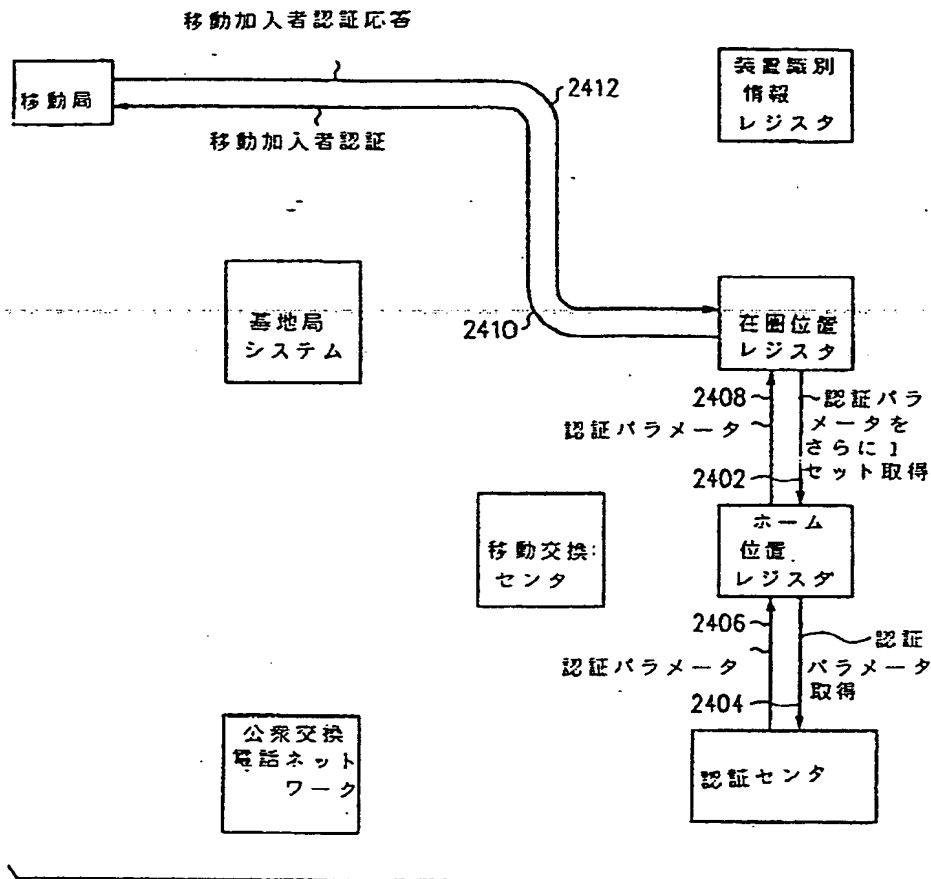 移動加入者認証応答
移動局
2412
装置識別
情報
レジスタ
移動加入者認証
基地局
システム
2410
在圏位置
レジスタ
2408
認証パラメータ
認証パラ
メータを
さらに1
セット取得
2402
移動交換
センタ
ホーム
位置
レジスタ
2406
認証パラメータ
認証
パラメータ
取得
2404
公衆交換
電話ネット
ワーク
認証センタ